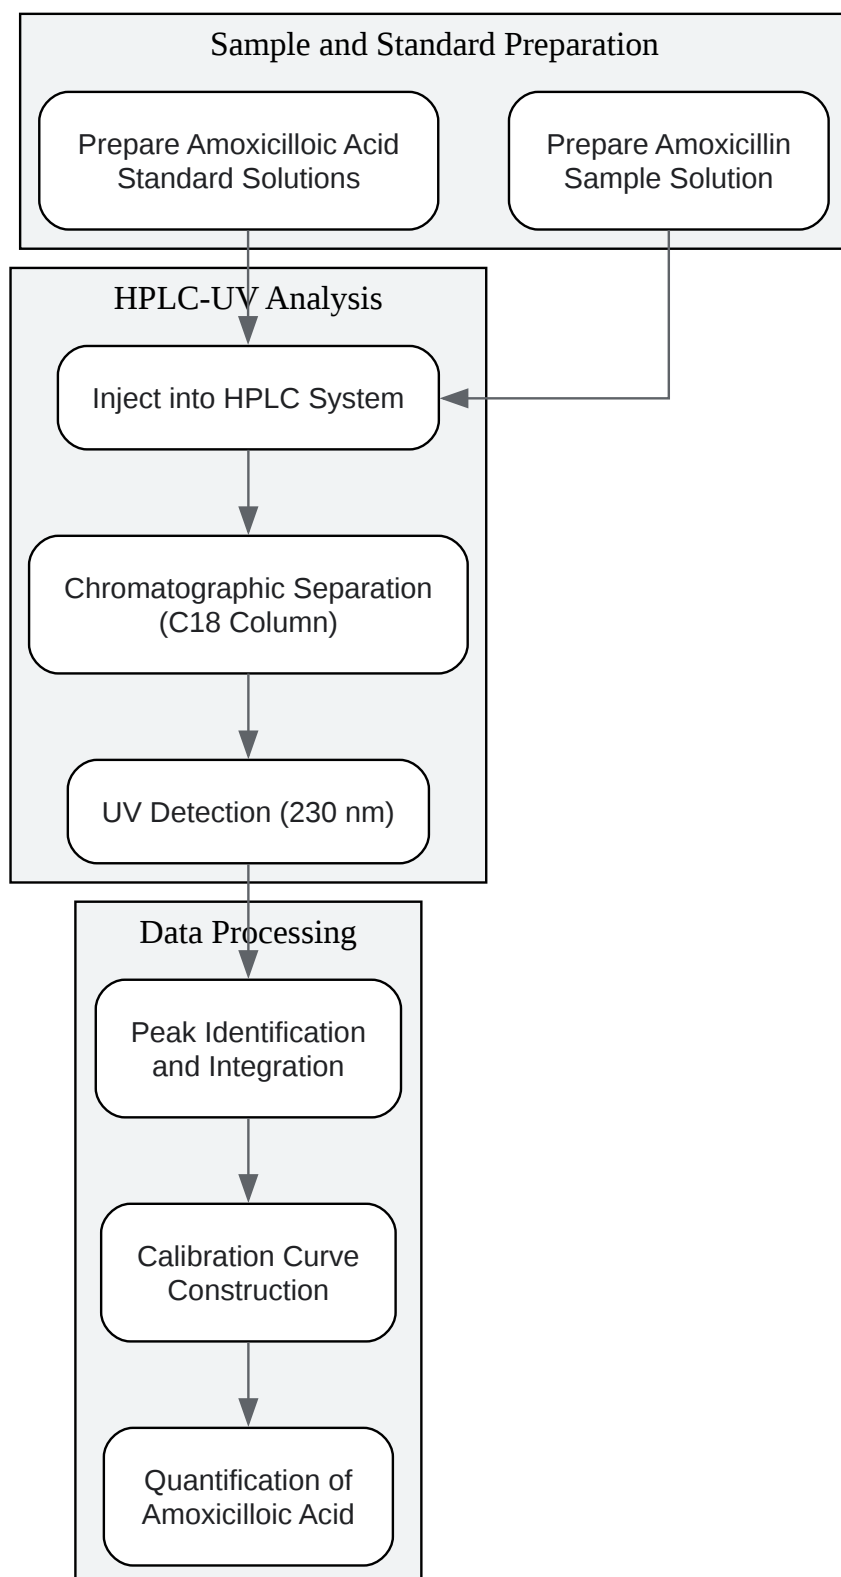 Sample and Standard Preparation
Prepare Amoxicilloic Acid
Standard Solutions
Prepare Amoxicillin
Sample Solution
HPLC-UV Analysis
Inject into HPLC System
Chromatographic Separation
(C18 Column)
UV Detection (230 nm)
Data Processing
Peak Identification
and Integration
Calibration Curve
Construction
Quantification of
Amoxicilloic Acid